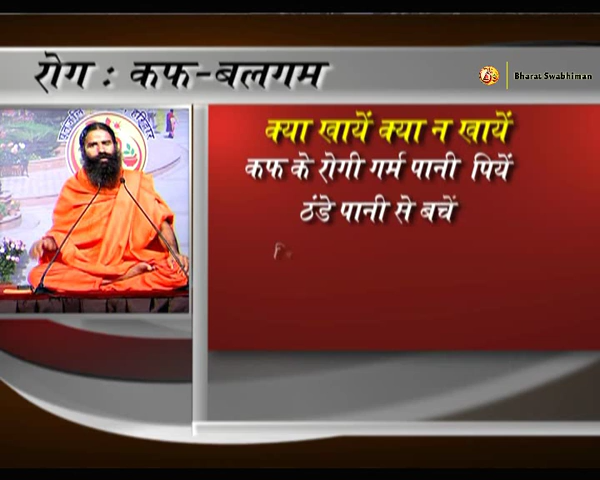 रोग : कफ-बलगम
Bharat Swabhiman
क्या खायें क्या न खायें
कफ के रोगी गर्म पानी पियें
ठंडे पानी से बचें